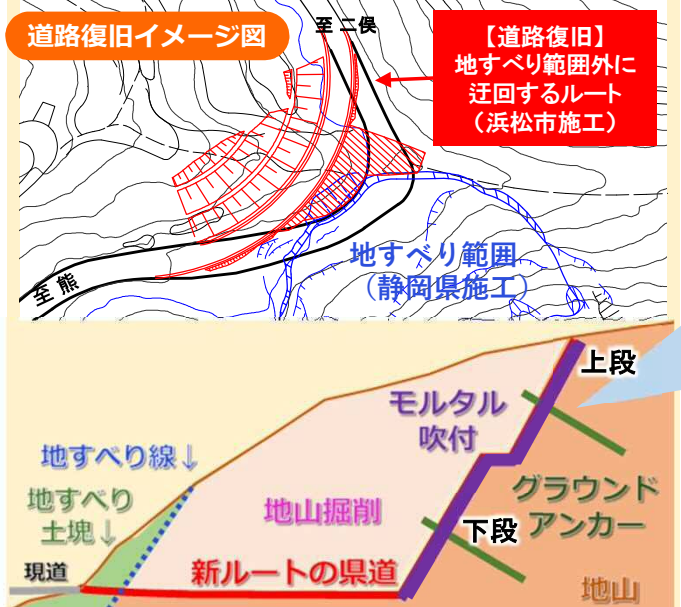 道路復旧イメージ図
至 二俣
【道路復旧】
地すべり範囲外に
迂回するルート
（浜松市施工）
地すべり範囲
（静岡県施工）
至 熊
上段
モルタル
吹付
地すべり線↓
地すべり
土塊↓
地山掘削
グラウンド
アンカー
下段
現道
新ルートの県道
地山